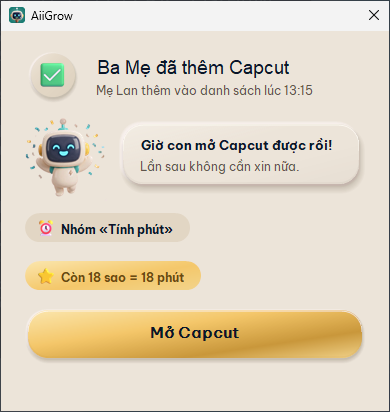 AiiGrow
Ba Mẹ đã thêm Capcut
Mẹ Lan thêm vào danh sách lúc 13:15
Giờ con mở Capcut được rồi!
Lần sau không cần xin nữa.
Nhóm «Tính phút»
Còn 18 sao = 18 phút
Mở Capcut